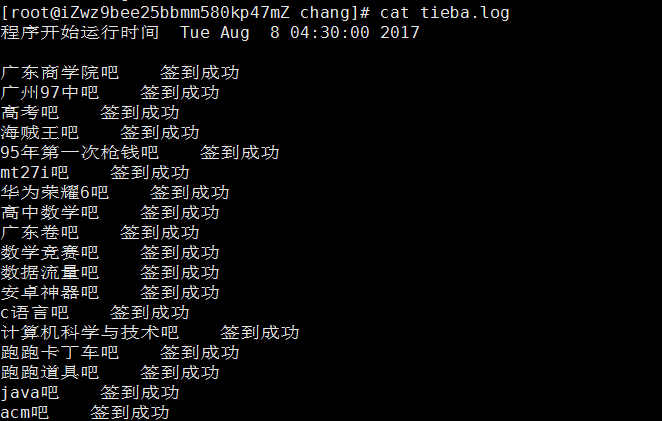 [root@iZwz9bee25bbmm580kp47mZ chang]# cat tieba.log
程序开始运行时间  Tue Aug  8 04:30:00 2017
广东商学院吧    签到成功
广州97中吧    签到成功
高考吧    签到成功
海贼王吧    签到成功
95年第一次枪钱吧    签到成功
mt27i吧    签到成功
华为荣耀6吧    签到成功
高中数学吧    签到成功
广东卷吧    签到成功
数学竞赛吧    签到成功
数据流量吧    签到成功
安卓神器吧    签到成功
c语言吧    签到成功
计算机科学与技术吧    签到成功
跑跑卡丁车吧    签到成功
跑跑道具吧    签到成功
java吧    签到成功
acm吧    签到成功